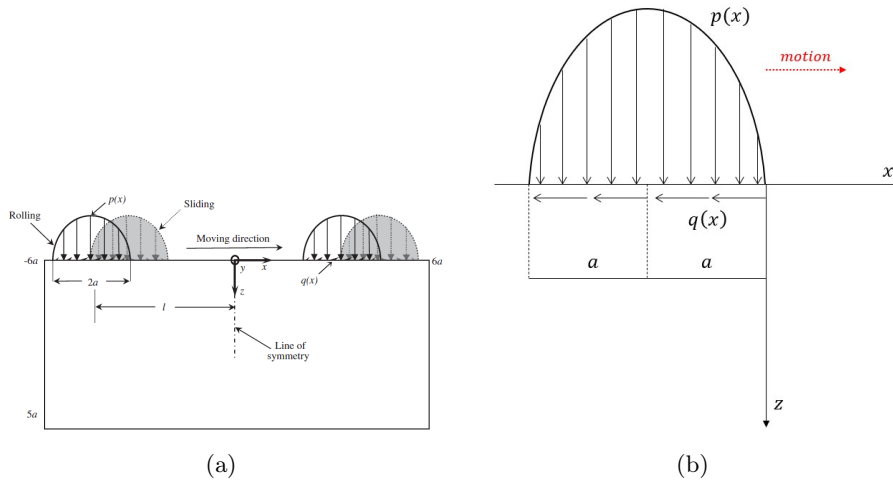 p(x)
Sliding
Rolling
Moving direction
-6a
y
x
q(x)
6a
2a
z
l
Line of
symmetry
5a
(a)
p(x)
motion
x
q(x)
a
a
z
(b)